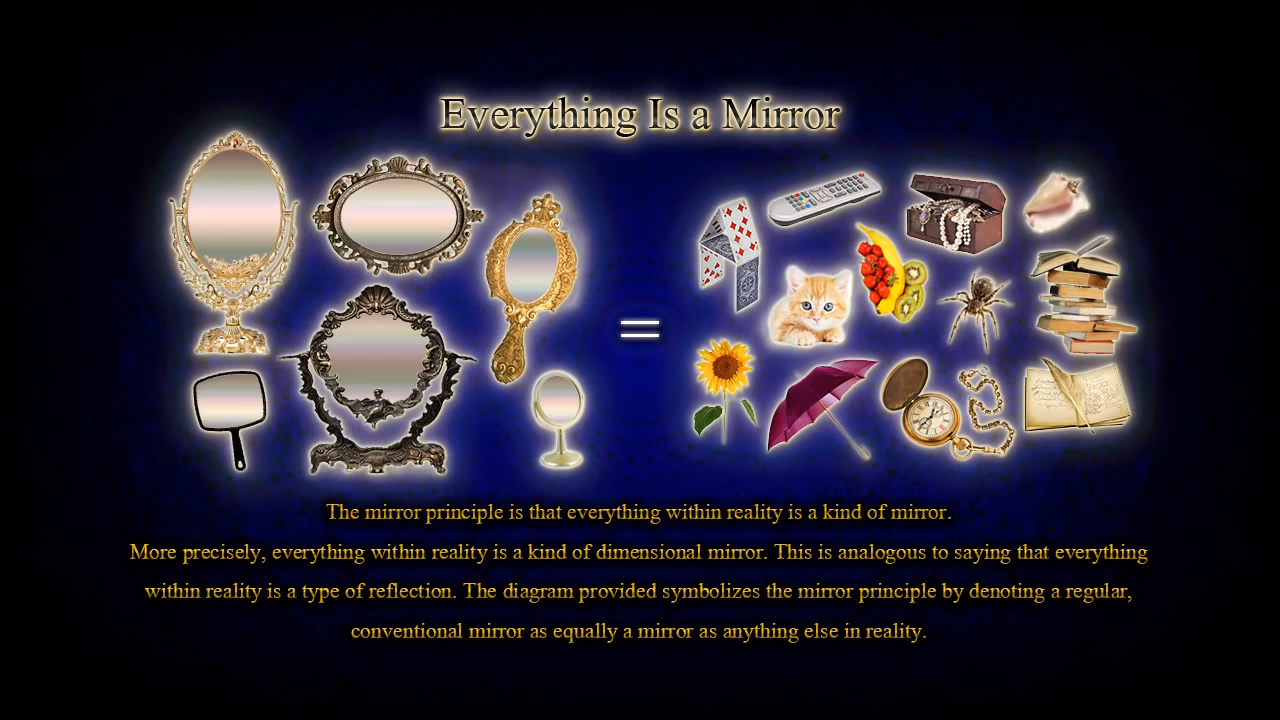 Everything Is a Mirror
=
The mirror principle is that everything within reality is a kind of mirror.
More precisely, everything within reality is a kind of dimensional mirror. This is analogous to saying that everything
within reality is a type of reflection. The diagram provided symbolizes the mirror principle by denoting a regular,
conventional mirror as equally a mirror as anything else in reality.